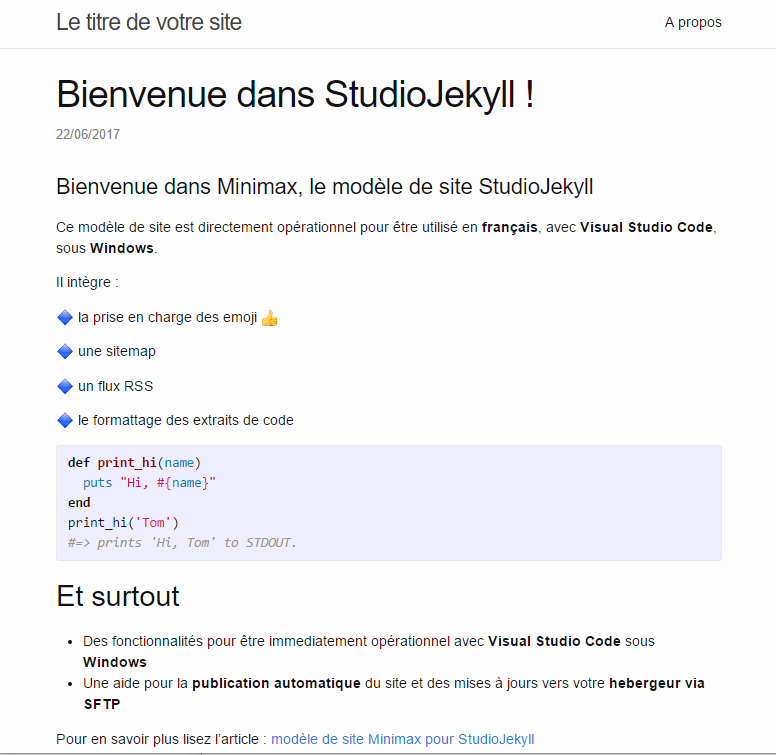 Le titre de votre site
A propos
Bienvenue dans StudioJekyll !
22/06/2017
Bienvenue dans Minimax, le modèle de site StudioJekyll
Ce modèle de site est directement opérationnel pour être utilisé en français, avec Visual Studio Code,
sous Windows.
Il intègre :
🔷 la prise en charge des emoji 👍
🔷 une sitemap
🔷 un flux RSS
🔷 le formattage des extraits de code
def print_hi(name)
  puts "Hi, #{name}"
end
print_hi('Tom')
#=> prints 'Hi, Tom' to STDOUT.
Et surtout
• Des fonctionnalités pour être immediatement opérationnel avec Visual Studio Code sous
Windows
• Une aide pour la publication automatique du site et des mises à jours vers votre hebergeur via
SFTP
Pour en savoir plus lisez l'article : modèle de site Minimax pour StudioJekyll